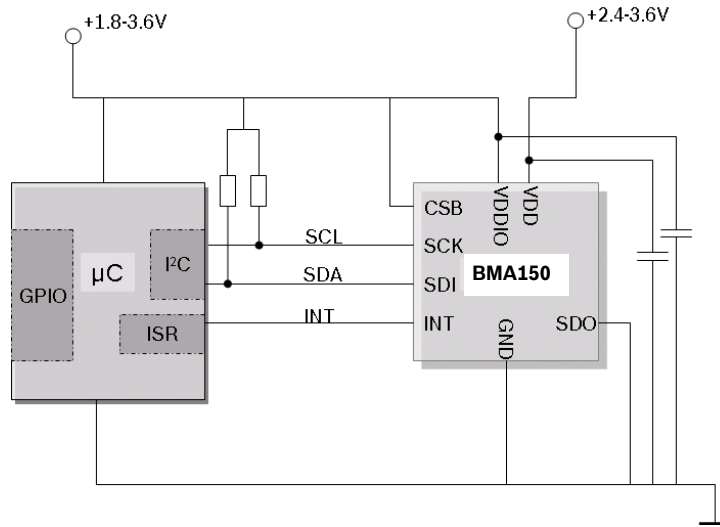 +1.8-3.6V
+2.4-3.6V
CSB
VDDIO
VDD
SCL
SCK
I²C
µC
BMA150
SDA
SDI
GPIO
INT
INT
GND
SDO
ISR